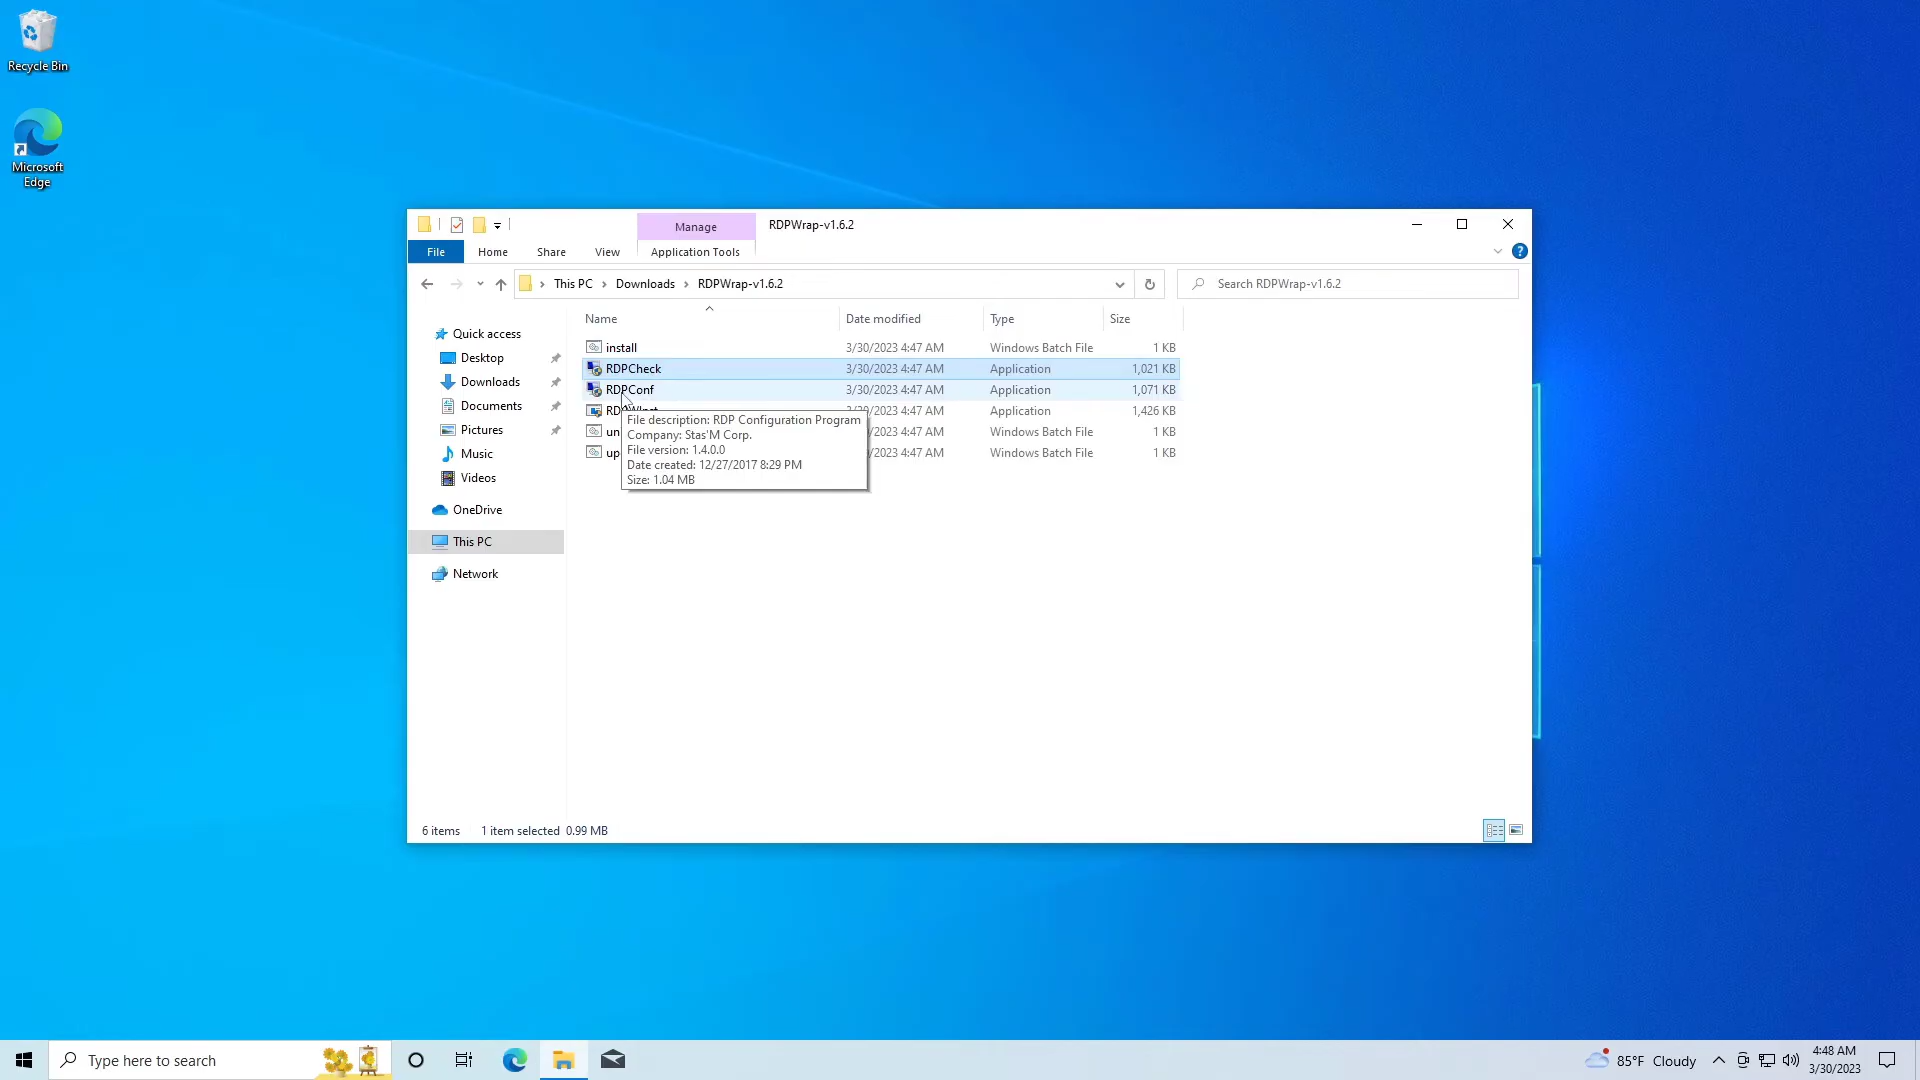 Recycle Bin
Microsoft
Edge
Manage
RDPWrap-v1.6.2
File
Home
Share
View
Application Tools
This PC
Downloads
RDPWrap-v1.6.2
Search RDPWrap-v1.6.2
Name
Date modified
Type
Size
Quick access
Desktop
Downloads
Documents
Pictures
Music
Videos
OneDrive
This PC
Network
install 3/30/2023 4:47 AM Windows Batch File 1 KB
RDPCheck 3/30/2023 4:47 AM Application 1,021 KB
RDPConf 3/30/2023 4:47 AM Application 1,071 KB
/2023 4:47 AM Application 1,426 KB
un /2023 4:47 AM Windows Batch File 1 KB
up /2023 4:47 AM Windows Batch File 1 KB
File description: RDP Configuration Program
Company: Stas'M Corp.
File version: 1.4.0.0
Date created: 12/27/2017 8:29 PM
Size: 1.04 MB
6 items
1 item selected 0.99 MB
Type here to search
85°F Cloudy
4:48 AM
3/30/2023